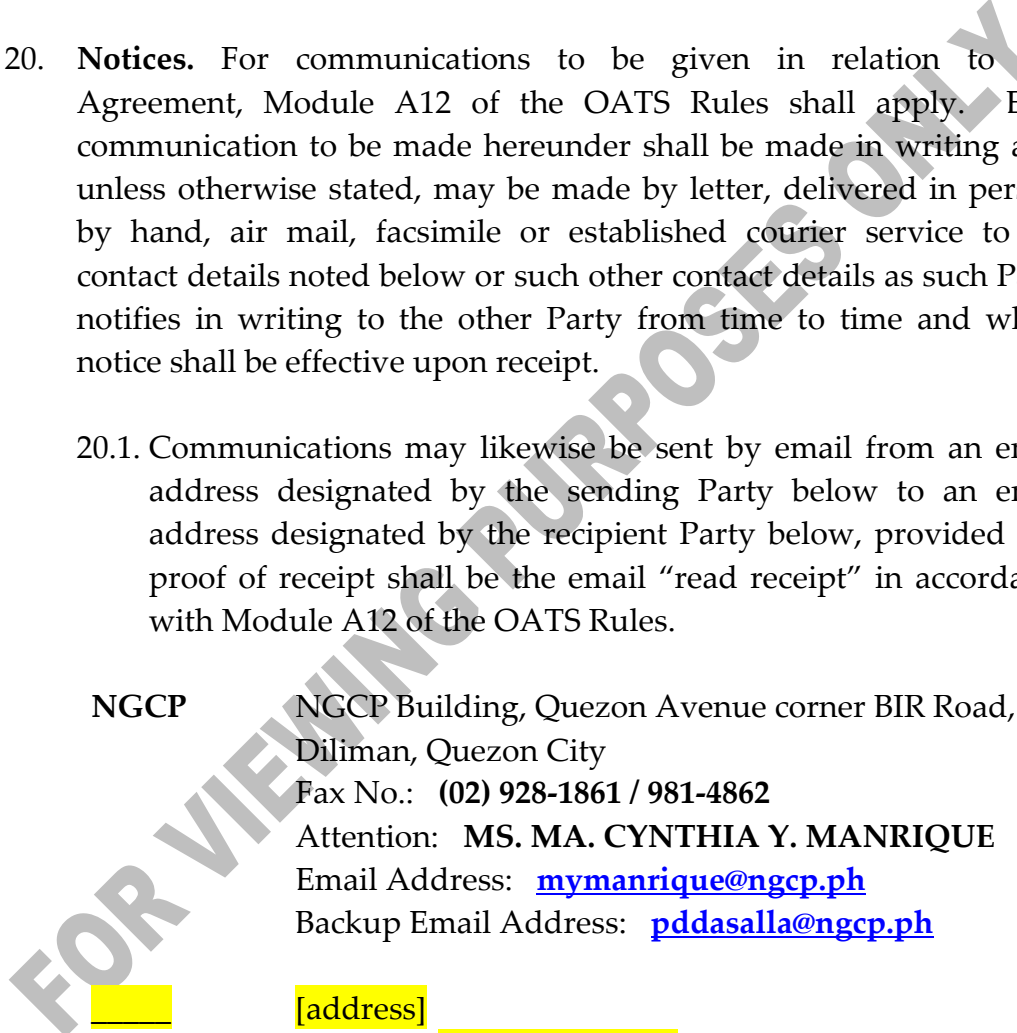 20. Notices. For communications to be given in relation to
Agreement, Module A12 of the OATS Rules shall apply.
communication to be made hereunder shall be made in writing
unless otherwise stated, may be made by letter, delivered in
by hand, air mail, facsimile or established courier service to
contact details noted below or such other contact details as such
notifies in writing to the other Party from time to time and
notice shall be effective upon receipt.
20.1. Communications may likewise be sent by email from an
address designated by the sending Party below to an
address designated by the recipient Party below, provided
proof of receipt shall be the email “read receipt” in
with Module A12 of the OATS Rules.
NGCP NGCP Building, Quezon Avenue corner BIR Road,
Diliman, Quezon City
Fax No.: (02) 928-1861 / 981-4862
Attention: MS. MA. CYNTHIA Y. MANRIQUE
Email Address: mymanrique@ngcp.ph
Backup Email Address: pddasalla@ngcp.ph
_____ [address]
FOR VIEWING PURPOSES ONLY